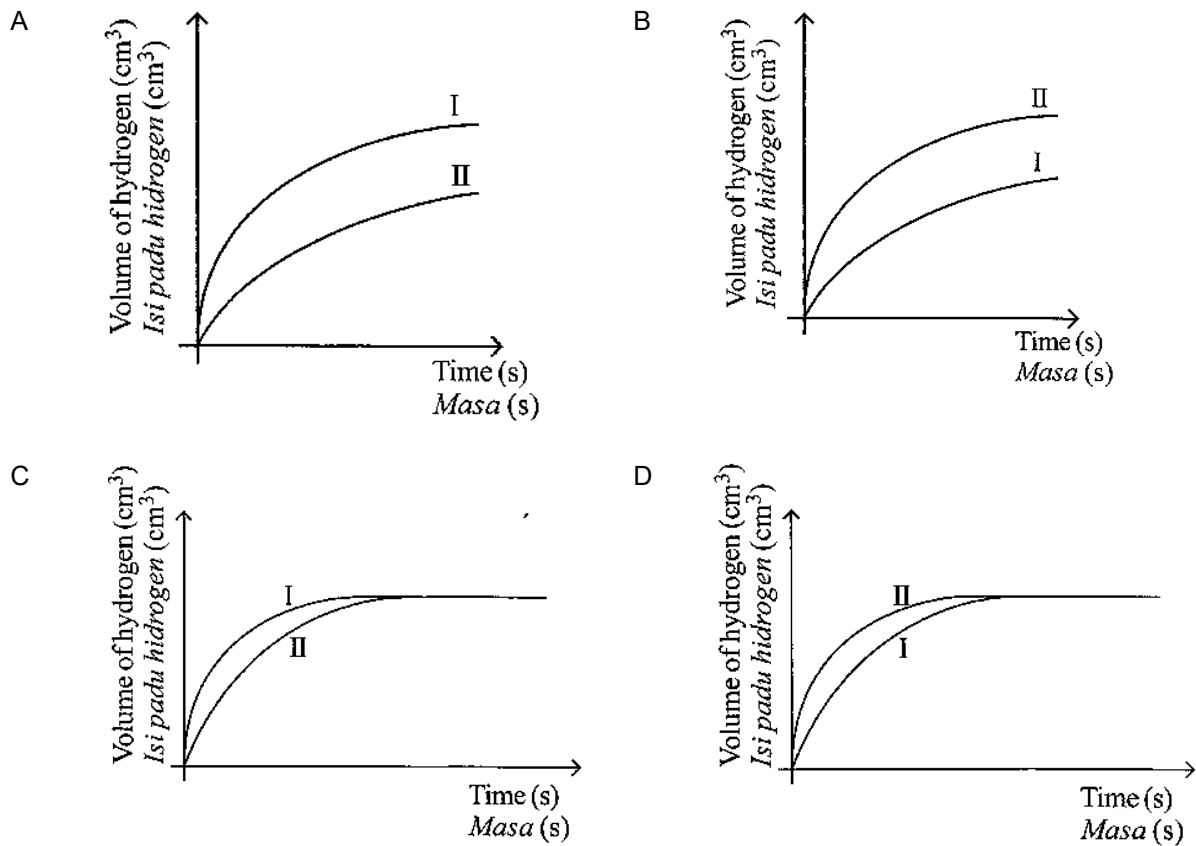 A
Volume of hydrogen (cm³)
Isi padu hidrogen (cm³)
I
II
Time (s)
Masa (s)
B
Volume of hydrogen (cm³)
Isi padu hidrogen (cm³)
II
I
Time (s)
Masa (s)
C
Volume of hydrogen (cm³)
Isi padu hidrogen (cm³)
I
II
Time (s)
Masa (s)
D
Volume of hydrogen (cm³)
Isi padu hidrogen (cm³)
II
I
Time (s)
Masa (s)